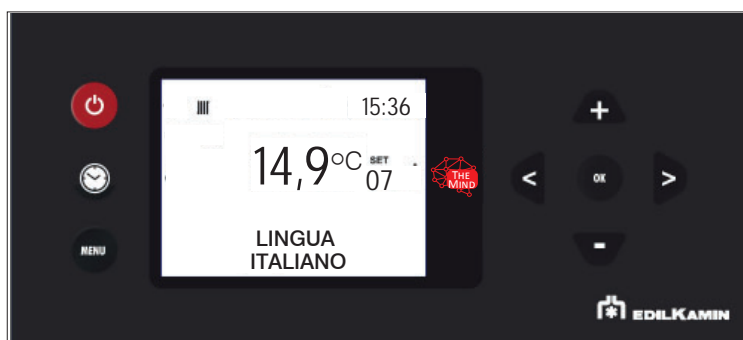 15:36
14,9°C SET
07
THE
MIND
<
OK
>
+
-
MENU
LINGUA
ITALIANO
EDILKAMIN